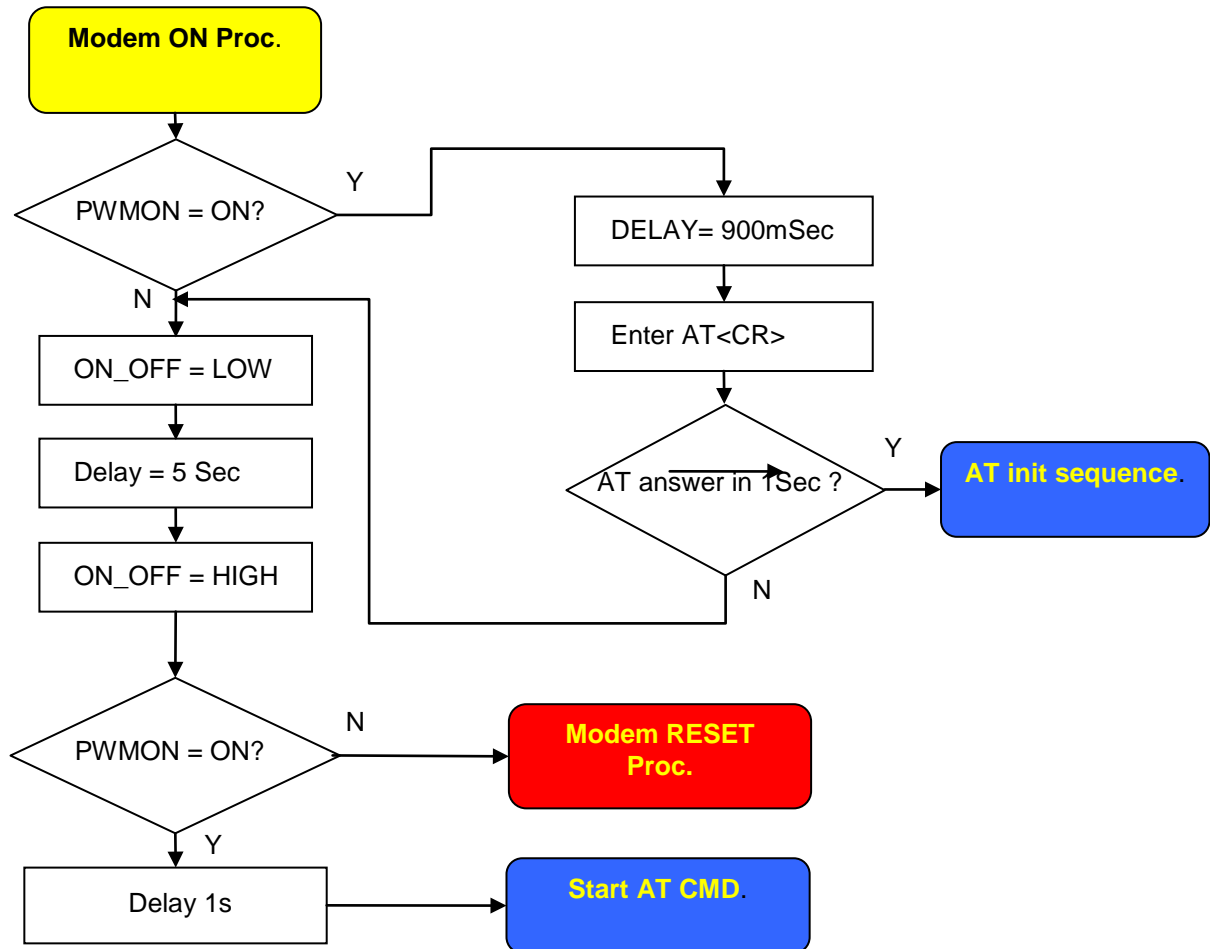 Modem ON Proc.
PWMON = ON?
Y
N
DELAY= 900mSec
Enter AT<CR>
AT answer in 1Sec ?
Y
AT init sequence.
N
ON_OFF = LOW
Delay = 5 Sec
ON_OFF = HIGH
PWMON = ON?
N
Modem RESET
Proc.
Y
Delay 1s
Start AT CMD.